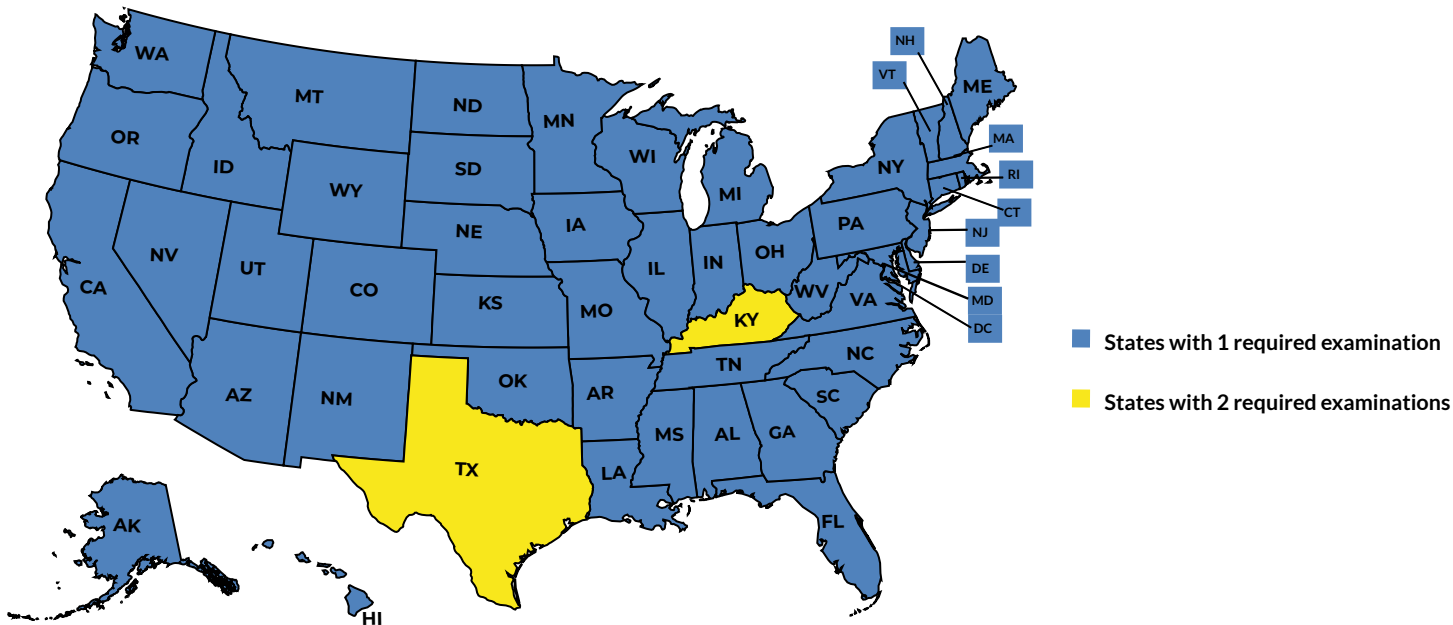 NH
WA
VT
ME
MT
ND
MN
OR
MA
WI
NY
ID
SD
RI
WY
MI
CT
IA
PA
NE
NJ
NV
OH
IN
UT
IL
DE
CA
CO
WV
MD
VA
KS
MO
KY
DC
States with 1 required examination
NC
TN
OK
AZ
AR
SC
NM
States with 2 required examinations
MS
AL
GA
TX
LA
FL
AK
HI